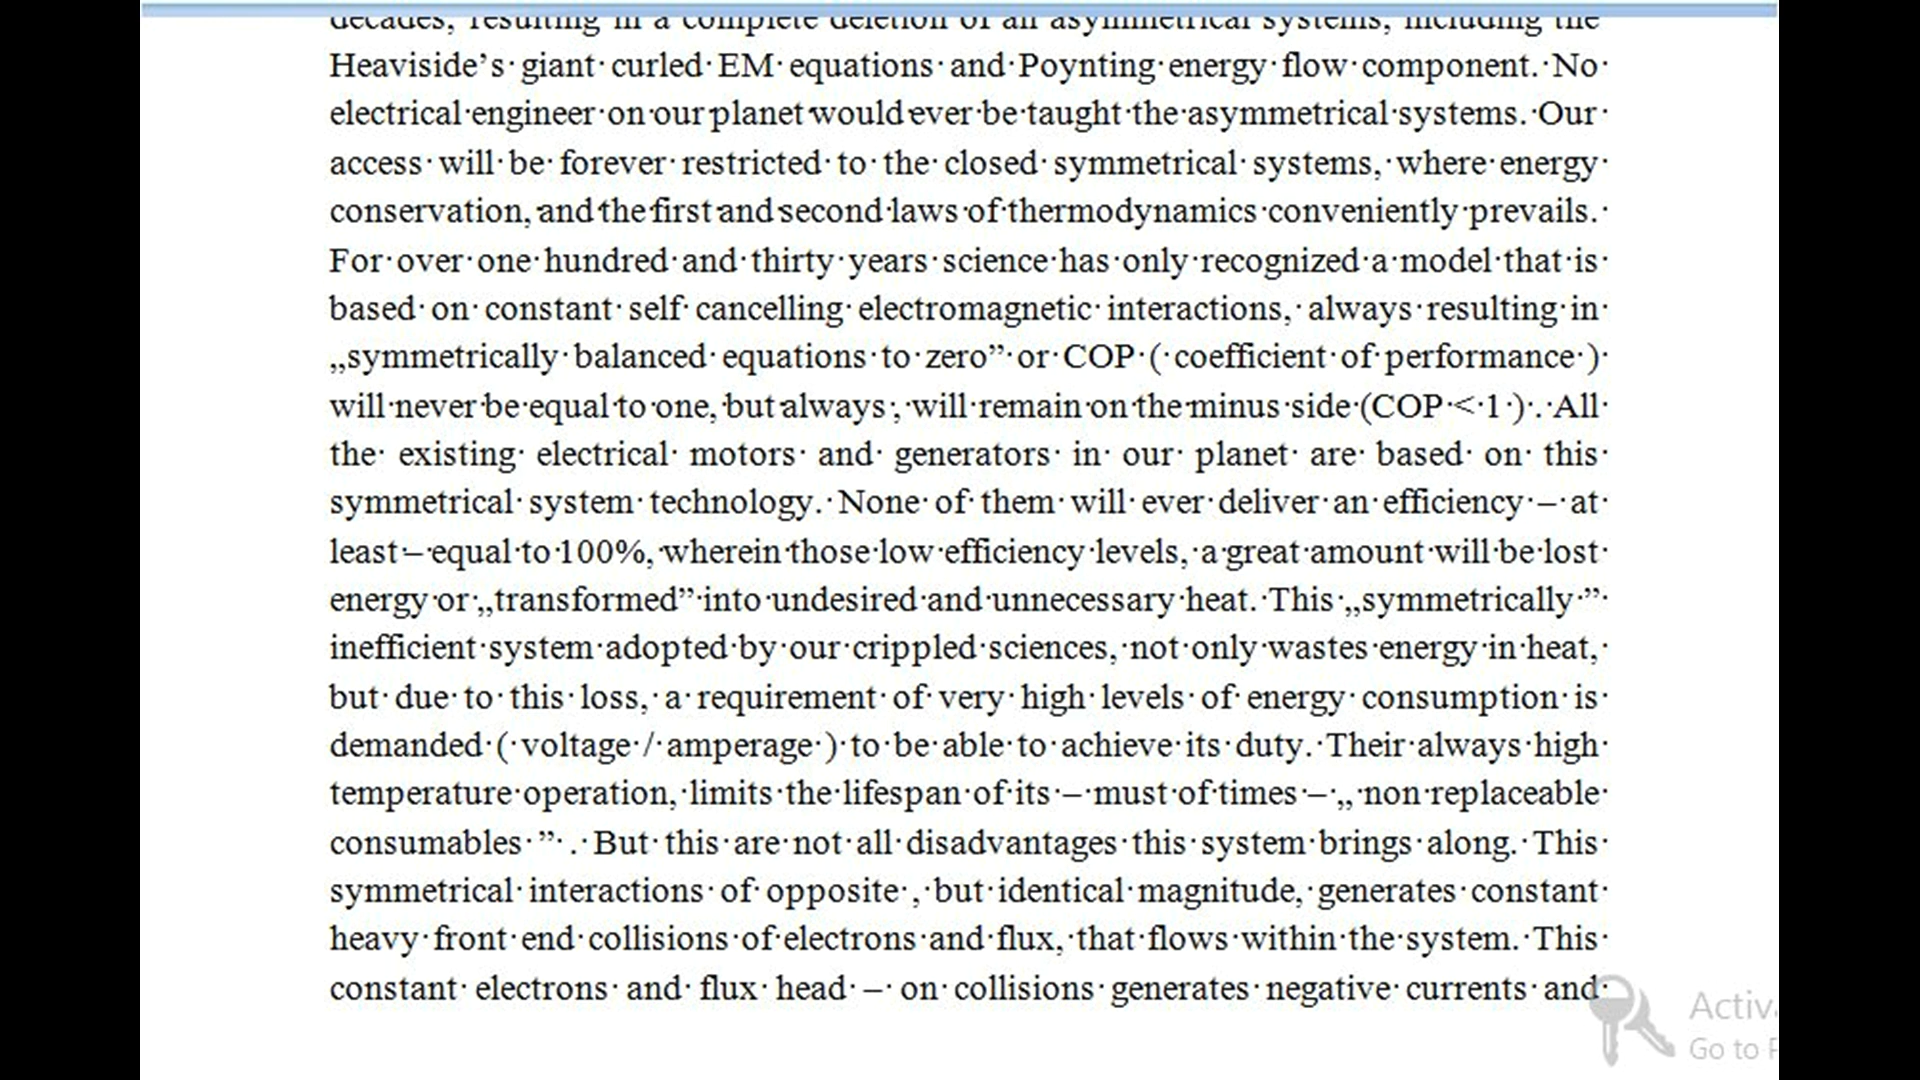 decades, resulting in a complete deletion of all asymmetrical systems, including the
Heaviside’s giant curled EM equations and Poynting energy flow component. No
electrical engineer on our planet would ever be taught the asymmetrical systems. Our
access will be forever restricted to the closed symmetrical systems, where energy
conservation, and the first and second laws of thermodynamics conveniently prevails.
For over one hundred and thirty years science has only recognized a model that is
based on constant self cancelling electromagnetic interactions, always resulting in
„symmetrically balanced equations to zero” or COP ( coefficient of performance )
will never be equal to one, but always , will remain on the minus side (COP < 1 ) . All
the existing electrical motors and generators in our planet are based on this
symmetrical system technology. None of them will ever deliver an efficiency – at
least – equal to 100%, wherein those low efficiency levels, a great amount will be lost
energy or „transformed” into undesired and unnecessary heat. This „symmetrically ”
inefficient system adopted by our crippled sciences, not only wastes energy in heat,
but due to this loss, a requirement of very high levels of energy consumption is
demanded ( voltage / amperage ) to be able to achieve its duty. Their always high
temperature operation, limits the lifespan of its – must of times – „ non replaceable
consumables ” . But this are not all disadvantages this system brings along. This
symmetrical interactions of opposite , but identical magnitude, generates constant
heavy front end collisions of electrons and flux, that flows within the system. This
constant electrons and flux head – on collisions generates negative currents and
Activ
Go to P